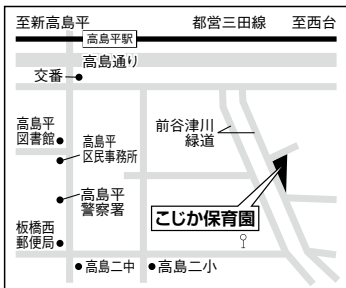 至新高島平
都営三田線
至西台
高島平駅
高島通り
交番
高島平
図書館
高島平
区民事務所
前谷津川
緑道
高島平
警察署
こじか保育園
板橋西
郵便局
高島二中
高島二小